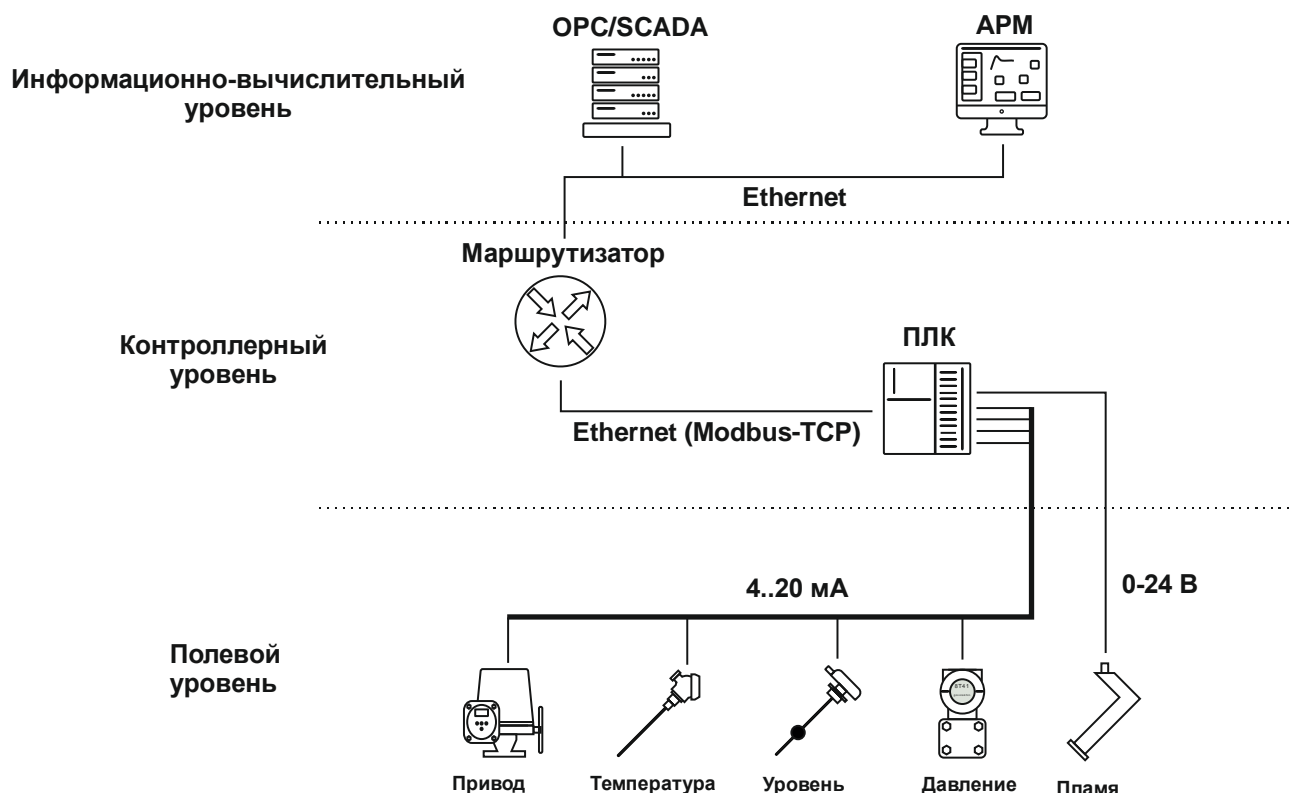 OPC/SCADA
АРМ
Информационно-вычислительный
уровень
Ethernet
Маршрутизатор
Контроллерный
уровень
ПЛК
Ethernet (Modbus-TCP)
4..20 мА
0-24 В
Полевой
уровень
Привод
Температура
Уровень
Давление
Пламя